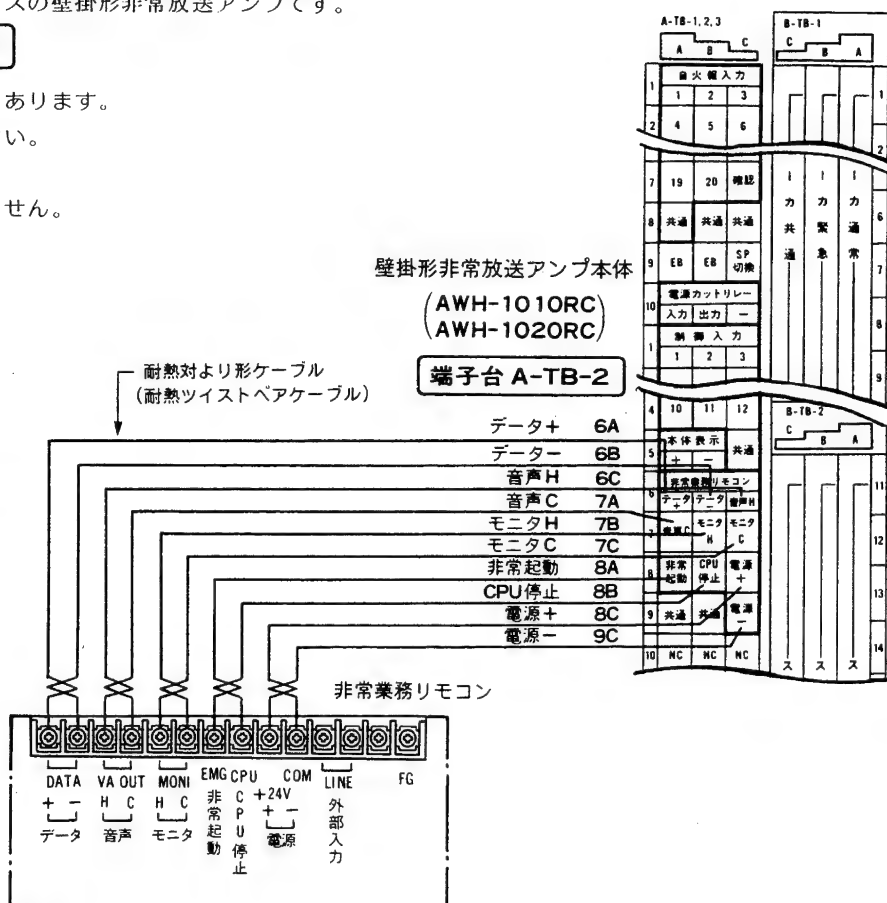 スの壁掛形非常放送アンプです。
あります。
い。
せん。
壁掛形非常放送アンプ本体
(AWH-1010RC)
(AWH-1020RC)
端子台 A-TB-2
耐熱対より形ケーブル
(耐熱ツイストペアケーブル)
データ+ 6A
データー 6B
音声H 6C
音声C 7A
モニタH 7B
モニタC 7C
非常起動 8A
CPU停止 8B
電源+ 8C
電源ー 9C
非常業務リモコン
DATA VA OUT MONI EMG CPU COM LINE FG
+24V
+ − H C H C 非常起動 CPU停止 + − 外部入力
データ 音声 モニタ 電源
A-TB-1,2,3
A B C
自火報入力
1 1 2 3
2 4 5 6
7 19 20 確認
8 共通 共通 共通
9 EB EB SP切換
電源カットリレー
10 入力 出力 −
制御入力
1 1 2 3
4 10 11 12
本体表示
5 + − 共通
非常業務リモコン
6 データ+ データ− 音声H
7 音声C モニタH モニタC
8 非常起動 CPU停止 電源+
9 共通 共通 電源−
10 NC NC NC
B-TB-1
C B A
1
2
カ共通 カ緊急 カ通常
6
7
8
9
B-TB-2
C B A
11
12
13
14
ス ス ス